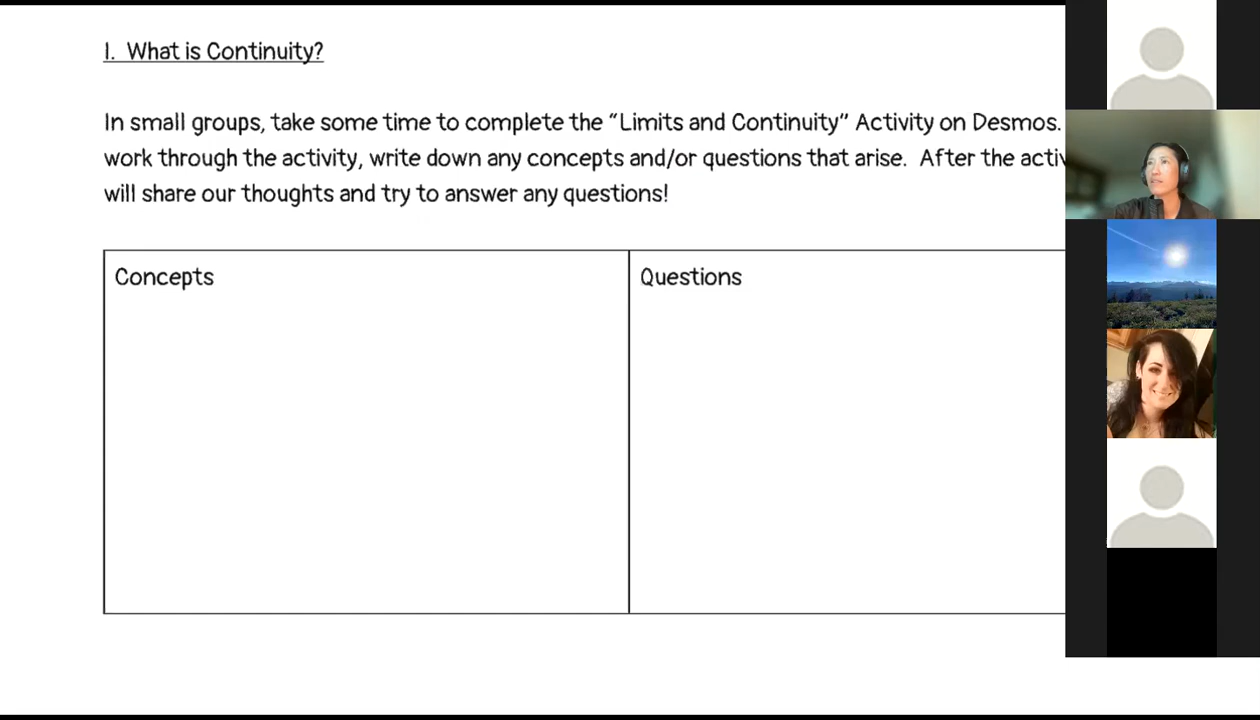 I. What is Continuity?
In small groups, take some time to complete the “Limits and Continuity” Activity on Desmos.
work through the activity, write down any concepts and/or questions that arise. After the activ
will share our thoughts and try to answer any questions!
Concepts
Questions